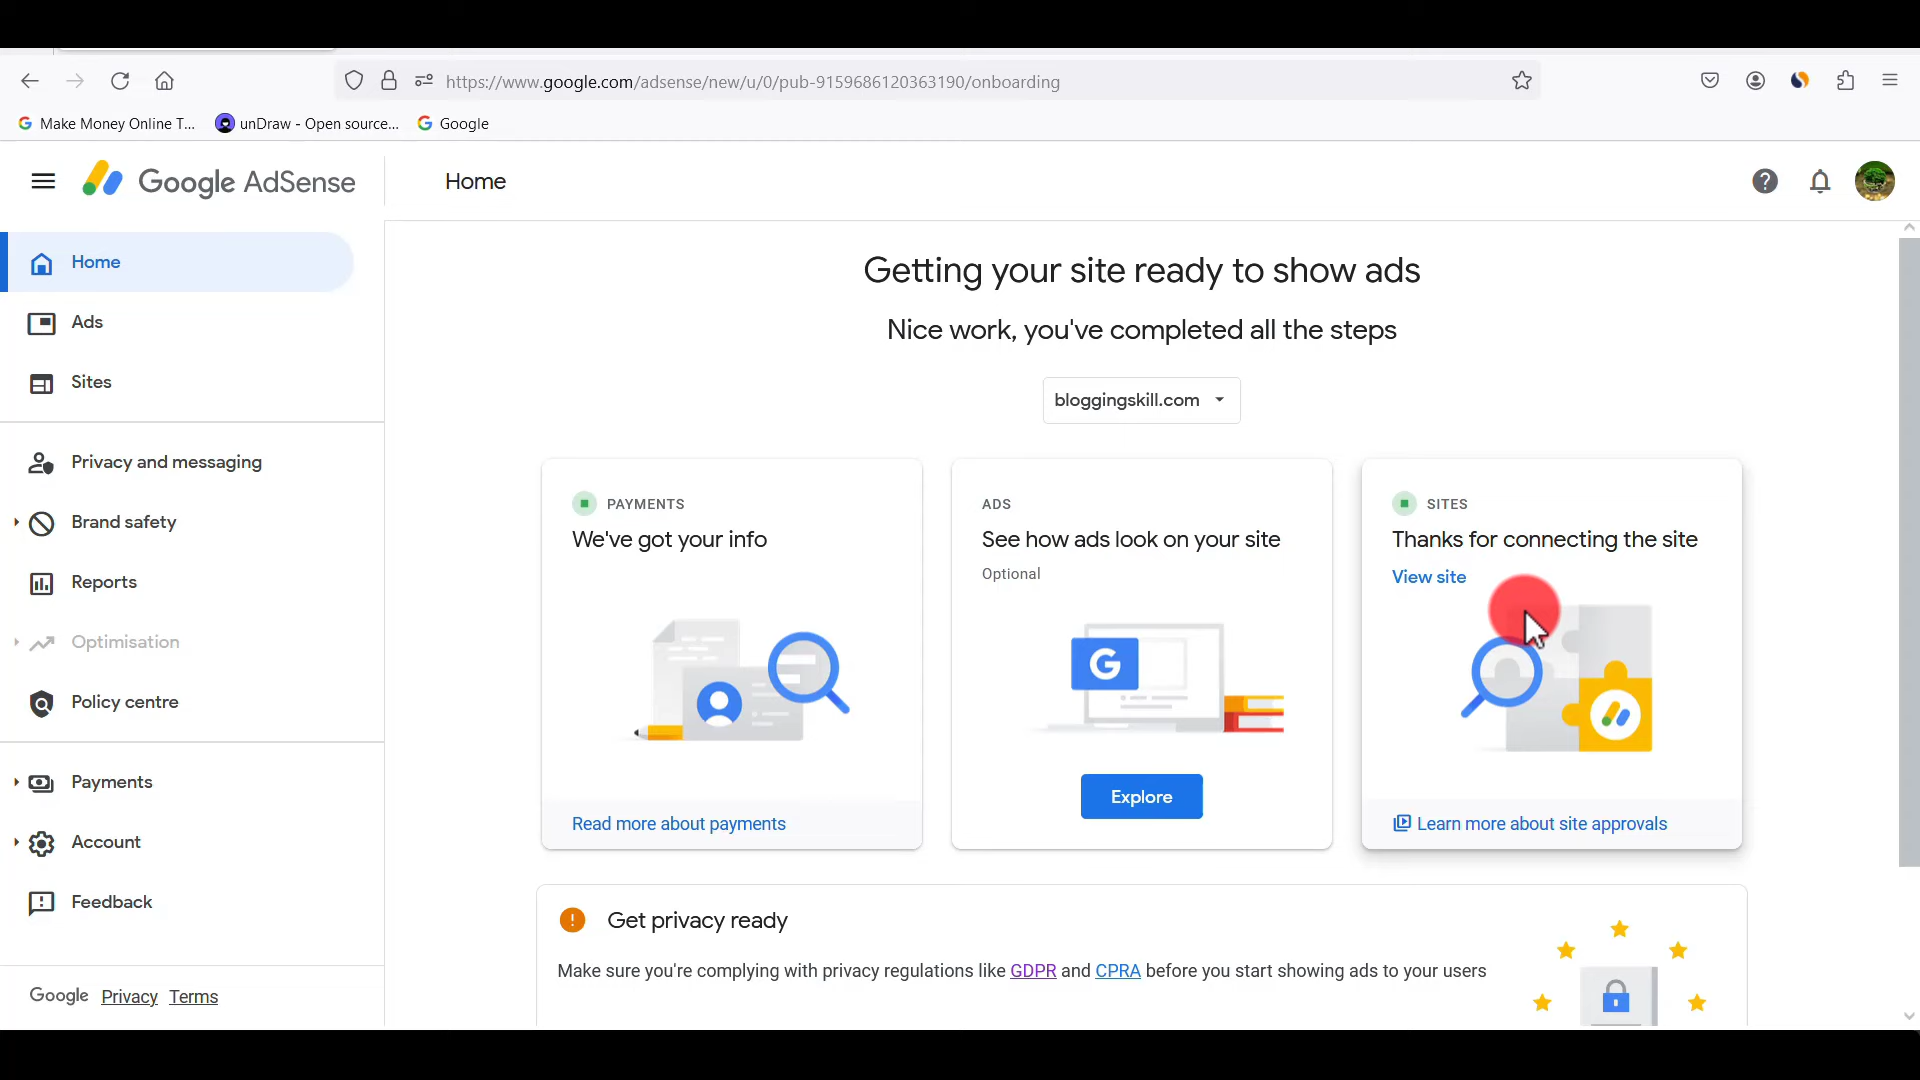 https://www.google.com/adsense/new/u/0/pub-9159686120363190/onboarding
Make Money Online T... unDraw - Open source... Google
Google AdSense
Home
Home
Ads
Sites
Privacy and messaging
Brand safety
Reports
Optimisation
Policy centre
Payments
Account
Feedback
Google Privacy Terms
Getting your site ready to show ads
Nice work, you've completed all the steps
bloggingskill.com
PAYMENTS
We've got your info
Read more about payments
ADS
See how ads look on your site
Optional
G
Explore
SITES
Thanks for connecting the site
View site
Learn more about site approvals
Get privacy ready
Make sure you're complying with privacy regulations like GDPR and CPRA before you start showing ads to your users